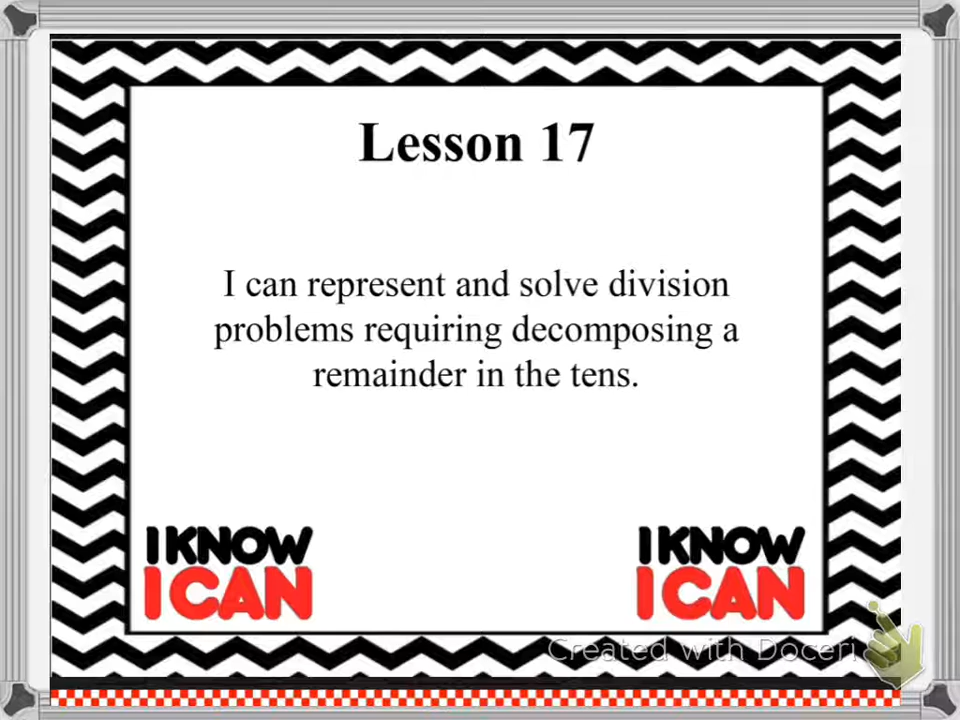 Lesson 17
I can represent and solve division
problems requiring decomposing a
remainder in the tens.
I KNOW
I CAN
I KNOW
I CAN
Created with Doceri